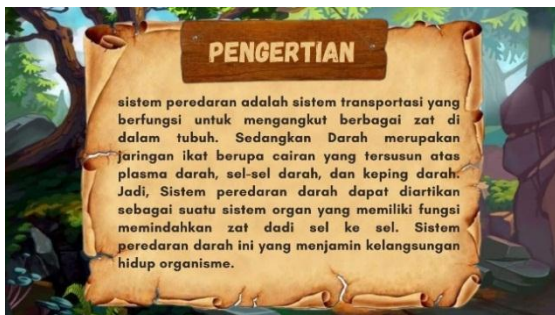 PENGERTIAN
sistem peredaran adalah sistem transportasi yang
berfungsi untuk mengangkut berbagai zat di
dalam tubuh. Sedangkan Darah merupakan
jaringan ikat berupa cairan yang tersusun atas
plasma darah, sel-sel darah, dan keping darah.
Jadi, Sistem peredaran darah dapat diartikan
sebagai suatu sistem organ yang memiliki fungsi
memindahkan zat dadi sel ke sel. Sistem
peredaran darah ini yang menjamin kelangsungan
hidup organisme.